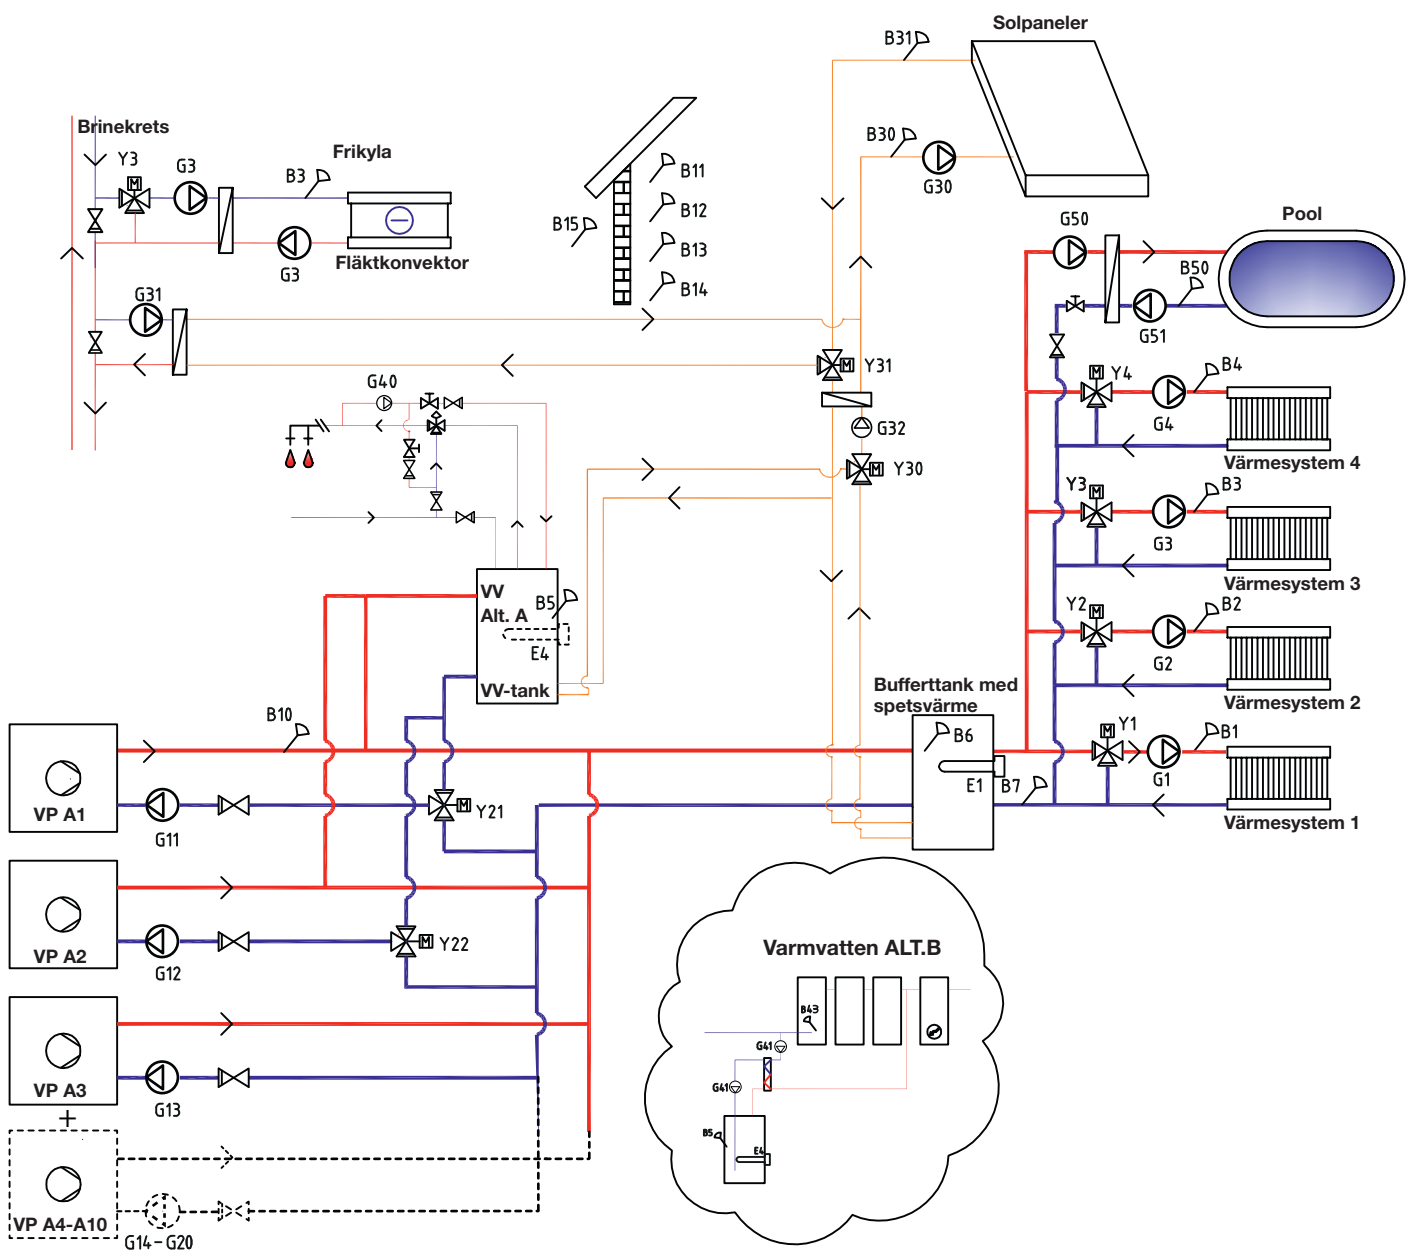 Solpaneler
B31
Brinekrets
Y3
G3
B3
Frikyla
B30
G30
B11
B12
B15
B13
B14
G3
Fläktkonvektor
G50
Pool
B50
G51
G31
Y31
Y4
B4
G4
Värmesystem 4
G40
G32
Y30
Y3
B3
G3
Värmesystem 3
VV
Alt. A
B5
E4
VV-tank
Y2
B2
G2
Värmesystem 2
Buffertank med
spetsvärme
B10
B6
E1
B7
Y1
B1
G1
Värmesystem 1
VP A1
G11
Y21
VP A2
G12
Y22
Varmvatten ALT.B
B43
G41
G41
B5
E4
VP A3
G13
+
VP A4-A10
G14-G20
M
M
M
M
M
M
M
M
M